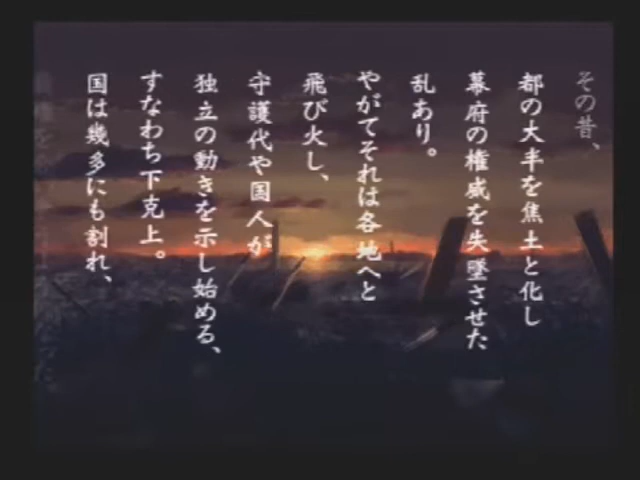 その昔、
都の大半を焦土と化し
幕府の権威を失墜させた
乱あり。
やがてそれは各地へと
飛び火し、
守護代や国人が
独立の動きを示し始める、
すなわち下克上。
国は幾多にも割れ、